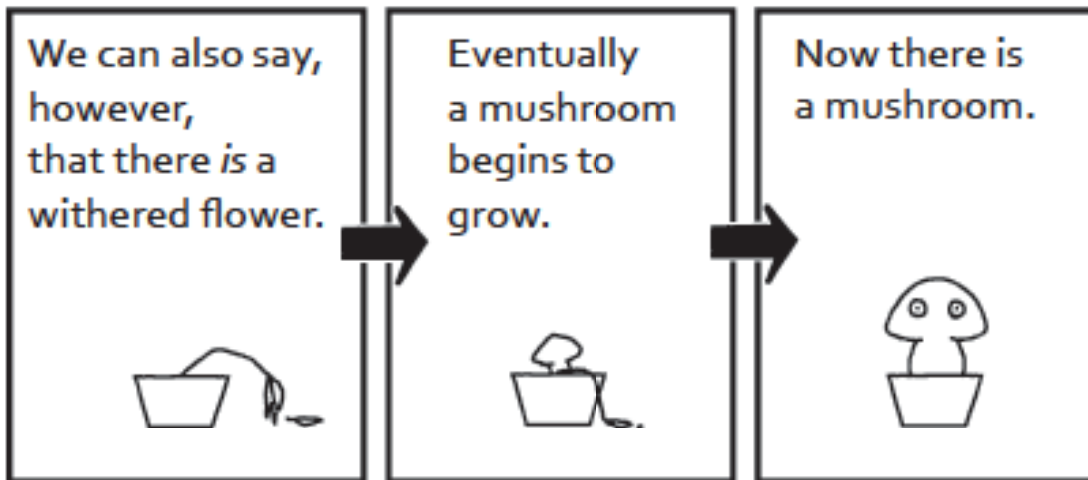 We can also say,
however,
that there is a
withered flower.
Eventually
a mushroom
begins to
grow.
Now there is
a mushroom.